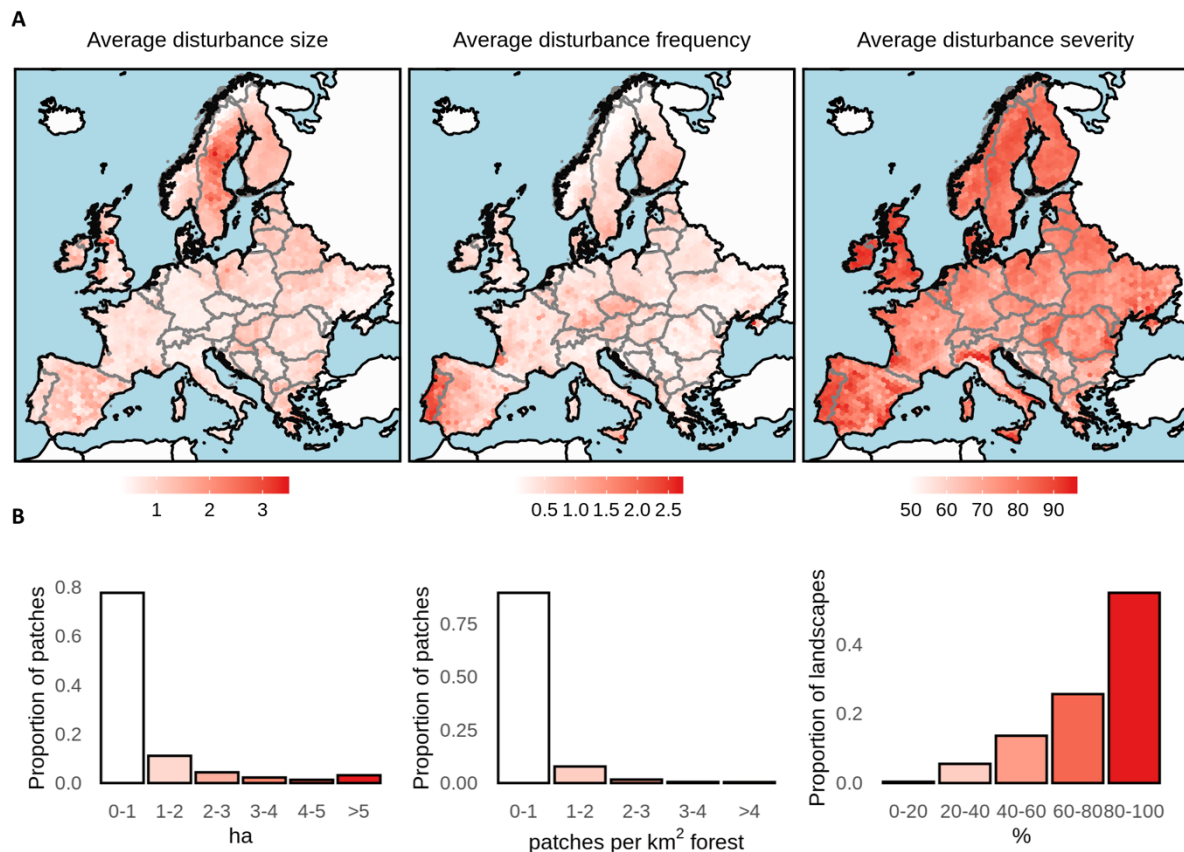 A
Average disturbance size
Average disturbance frequency
Average disturbance severity
1 2 3
0.5 1.0 1.5 2.0 2.5
50 60 70 80 90
B
Proportion of patches
0.8
0.6
0.4
0.2
0.0
0-1 1-2 2-3 3-4 4-5 >5
ha
Proportion of patches
0.75
0.50
0.25
0.00
0-1 1-2 2-3 3-4 >4
patches per km² forest
Proportion of landscapes
0.4
0.2
0.0
0-20 20-40 40-60 60-80 80-100
%